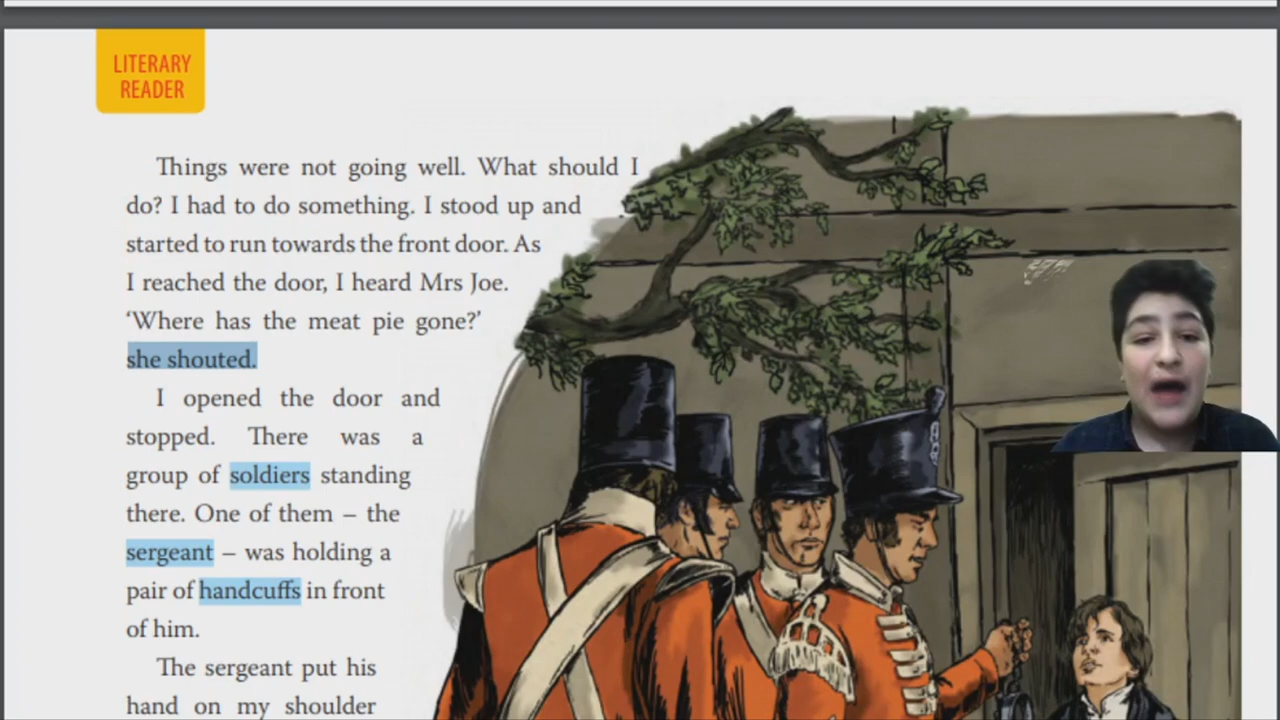 LITERARY
READER
Things were not going well. What should I
do? I had to do something. I stood up and
started to run towards the front door. As
I reached the door, I heard Mrs Joe.
‘Where has the meat pie gone?’
she shouted.
I opened the door and
stopped. There was a
group of soldiers standing
there. One of them – the
sergeant – was holding a
pair of handcuffs in front
of him.
The sergeant put his
hand on my shoulder